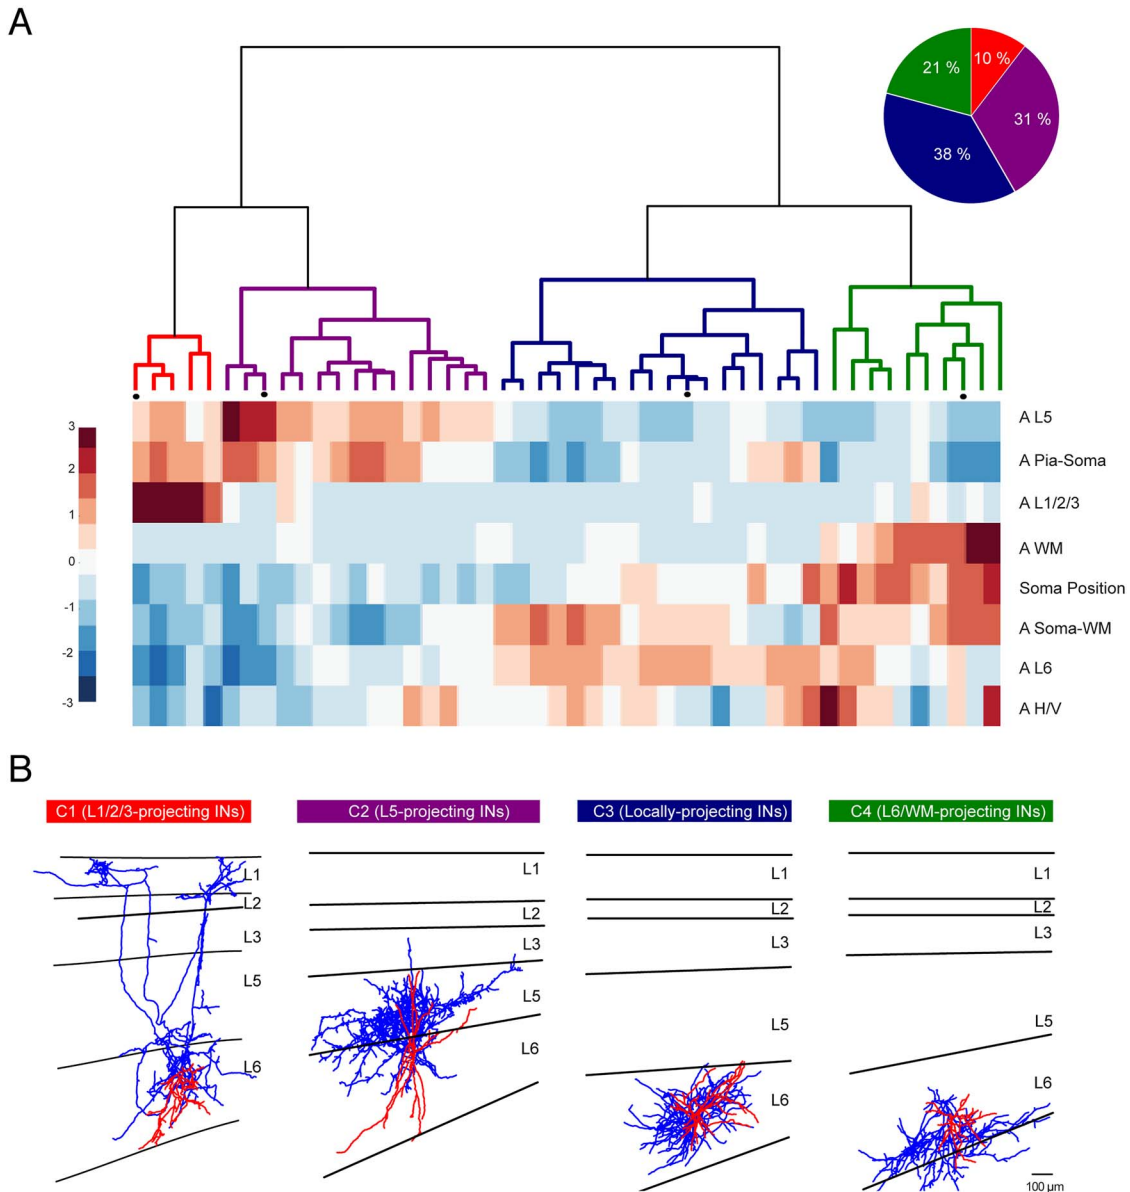 A
10 %
21 %
31 %
38 %
3
2
1
0
-1
-2
-3
A L5
A Pia-Soma
A L1/2/3
A WM
Soma Position
A Soma-WM
A L6
A H/V
B
C1 (L1/2/3-projecting INs)
C2 (L5-projecting INs)
C3 (Locally-projecting INs)
C4 (L6/WM-projecting INs)
L1
L2
L3
L5
L6
L1
L2
L3
L5
L6
L1
L2
L3
L5
L6
L1
L2
L3
L5
L6
100 µm